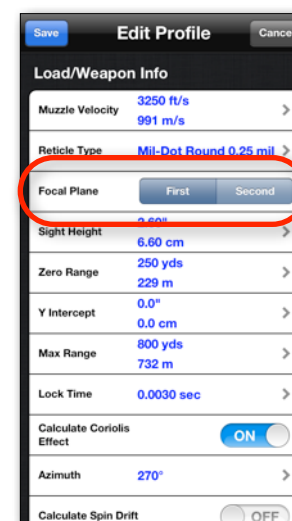 Save Edit Profile Cance
Load/Weapon Info
Muzzle Velocity 3250 ft/s
991 m/s
Reticle Type Mil-Dot Round 0.25 mil
Focal Plane First Second
Sight Height 2.60"
6.60 cm
Zero Range 250 yds
229 m
Y Intercept 0.0"
0.0 cm
Max Range 800 yds
732 m
Lock Time 0.0030 sec
Calculate Coriolis
Effect ON
Azimuth 270°
Calculate Spin Drift OFF